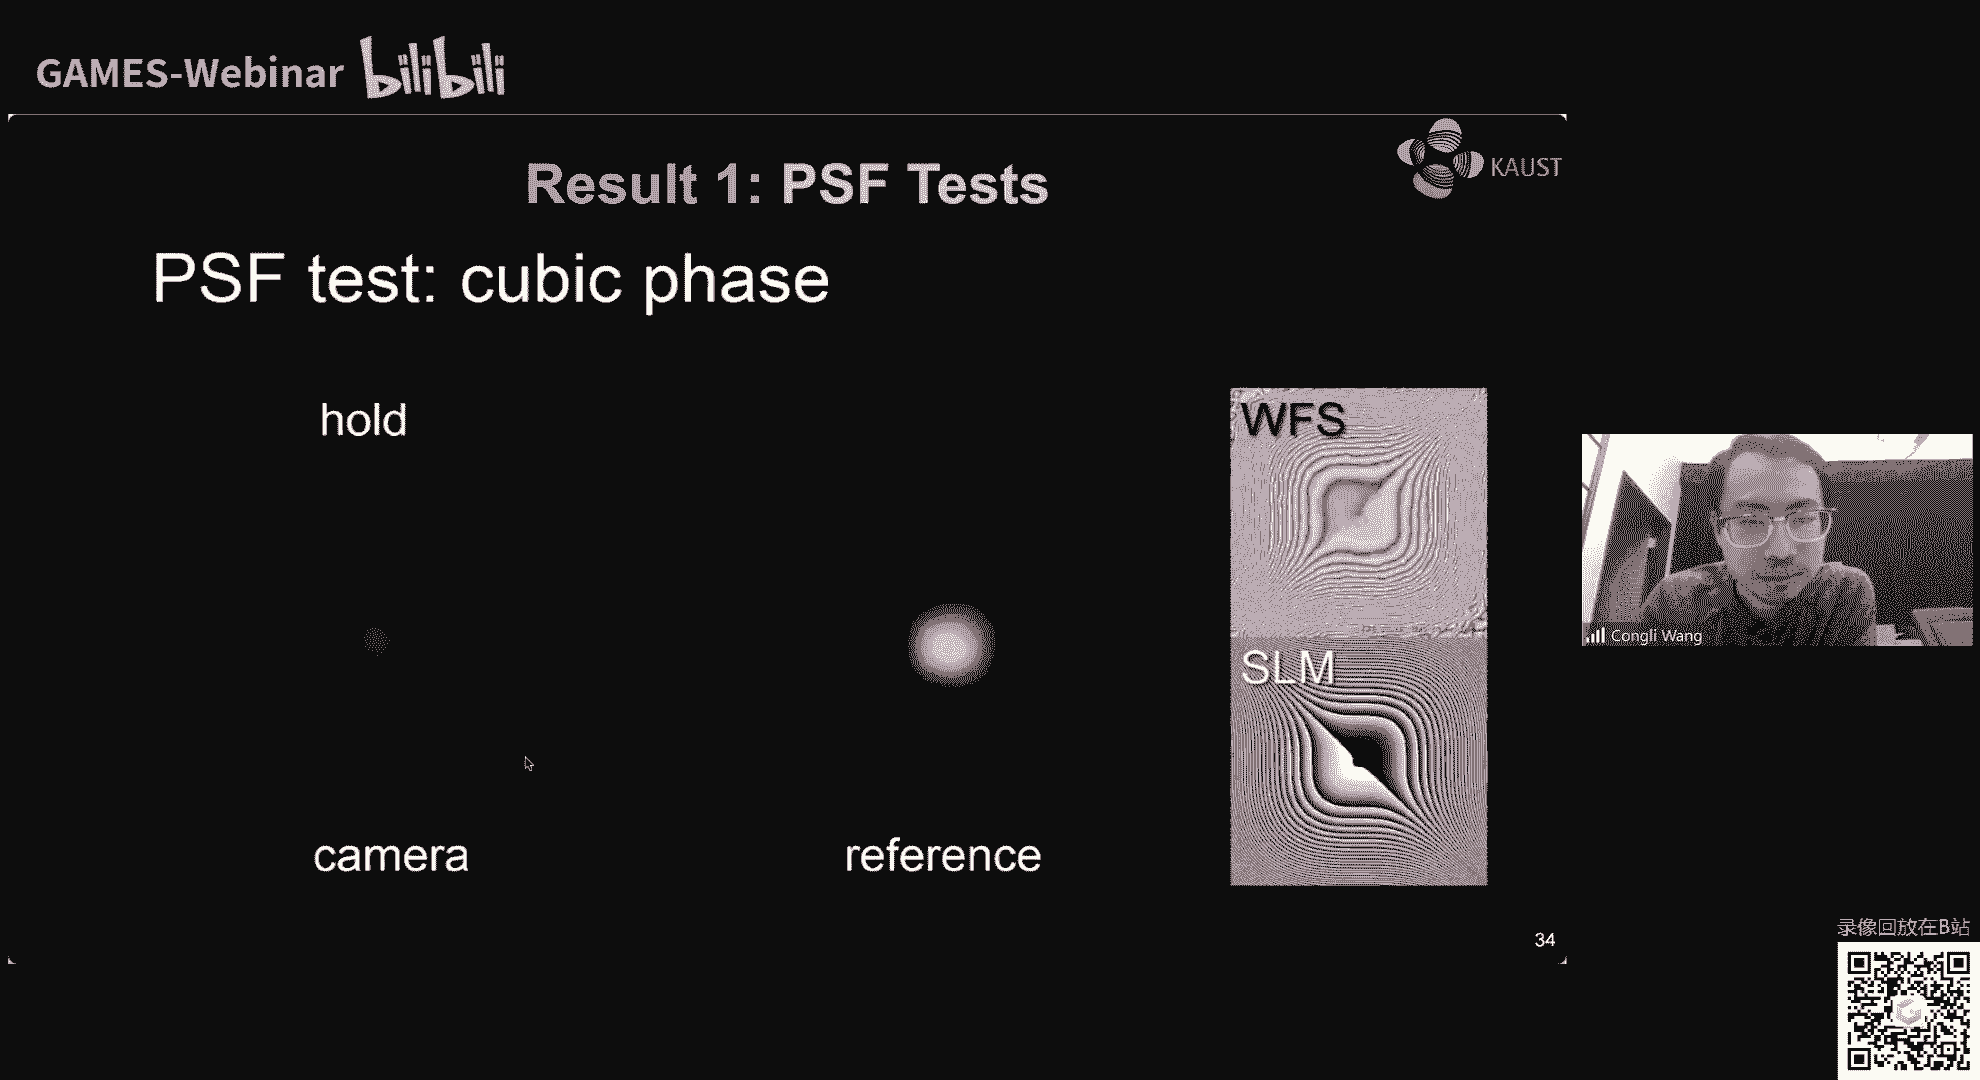 GAMES-Webinar bilibili
KAUST
Result 1: PSF Tests
PSF test: cubic phase
hold
WFS
SLM
camera
reference
34
Congli Wang
录像回放在B站